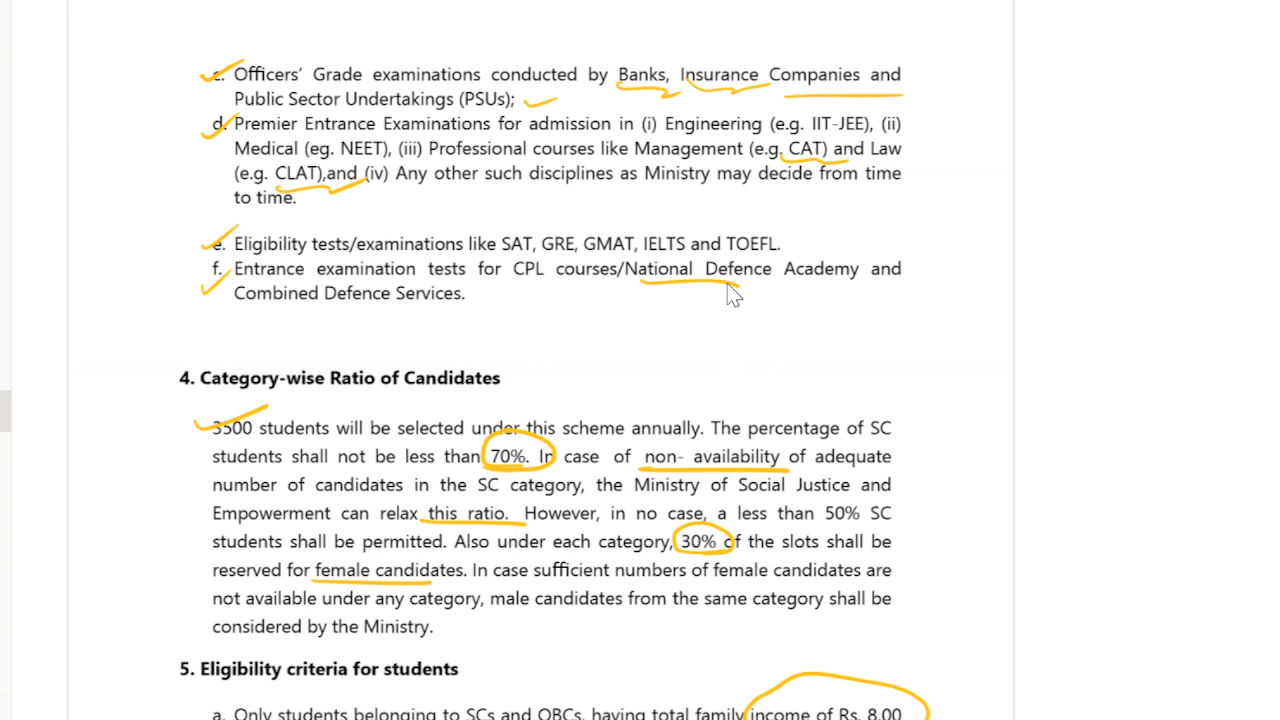 c. Officers' Grade examinations conducted by Banks, Insurance Companies and
Public Sector Undertakings (PSUs);
d. Premier Entrance Examinations for admission in (i) Engineering (e.g. IIT-JEE), (ii)
Medical (eg. NEET), (iii) Professional courses like Management (e.g. CAT) and Law
(e.g. CLAT),and (iv) Any other such disciplines as Ministry may decide from time
to time.
e. Eligibility tests/examinations like SAT, GRE, GMAT, IELTS and TOEFL.
f. Entrance examination tests for CPL courses/National Defence Academy and
Combined Defence Services.
4. Category-wise Ratio of Candidates
3500 students will be selected under this scheme annually. The percentage of SC
students shall not be less than 70%. In case of non- availability of adequate
number of candidates in the SC category, the Ministry of Social Justice and
Empowerment can relax this ratio. However, in no case, a less than 50% SC
students shall be permitted. Also under each category, 30% of the slots shall be
reserved for female candidates. In case sufficient numbers of female candidates are
not available under any category, male candidates from the same category shall be
considered by the Ministry.
5. Eligibility criteria for students
a. Only students belonging to SCs and OBCs, having total family income of Rs. 8.00